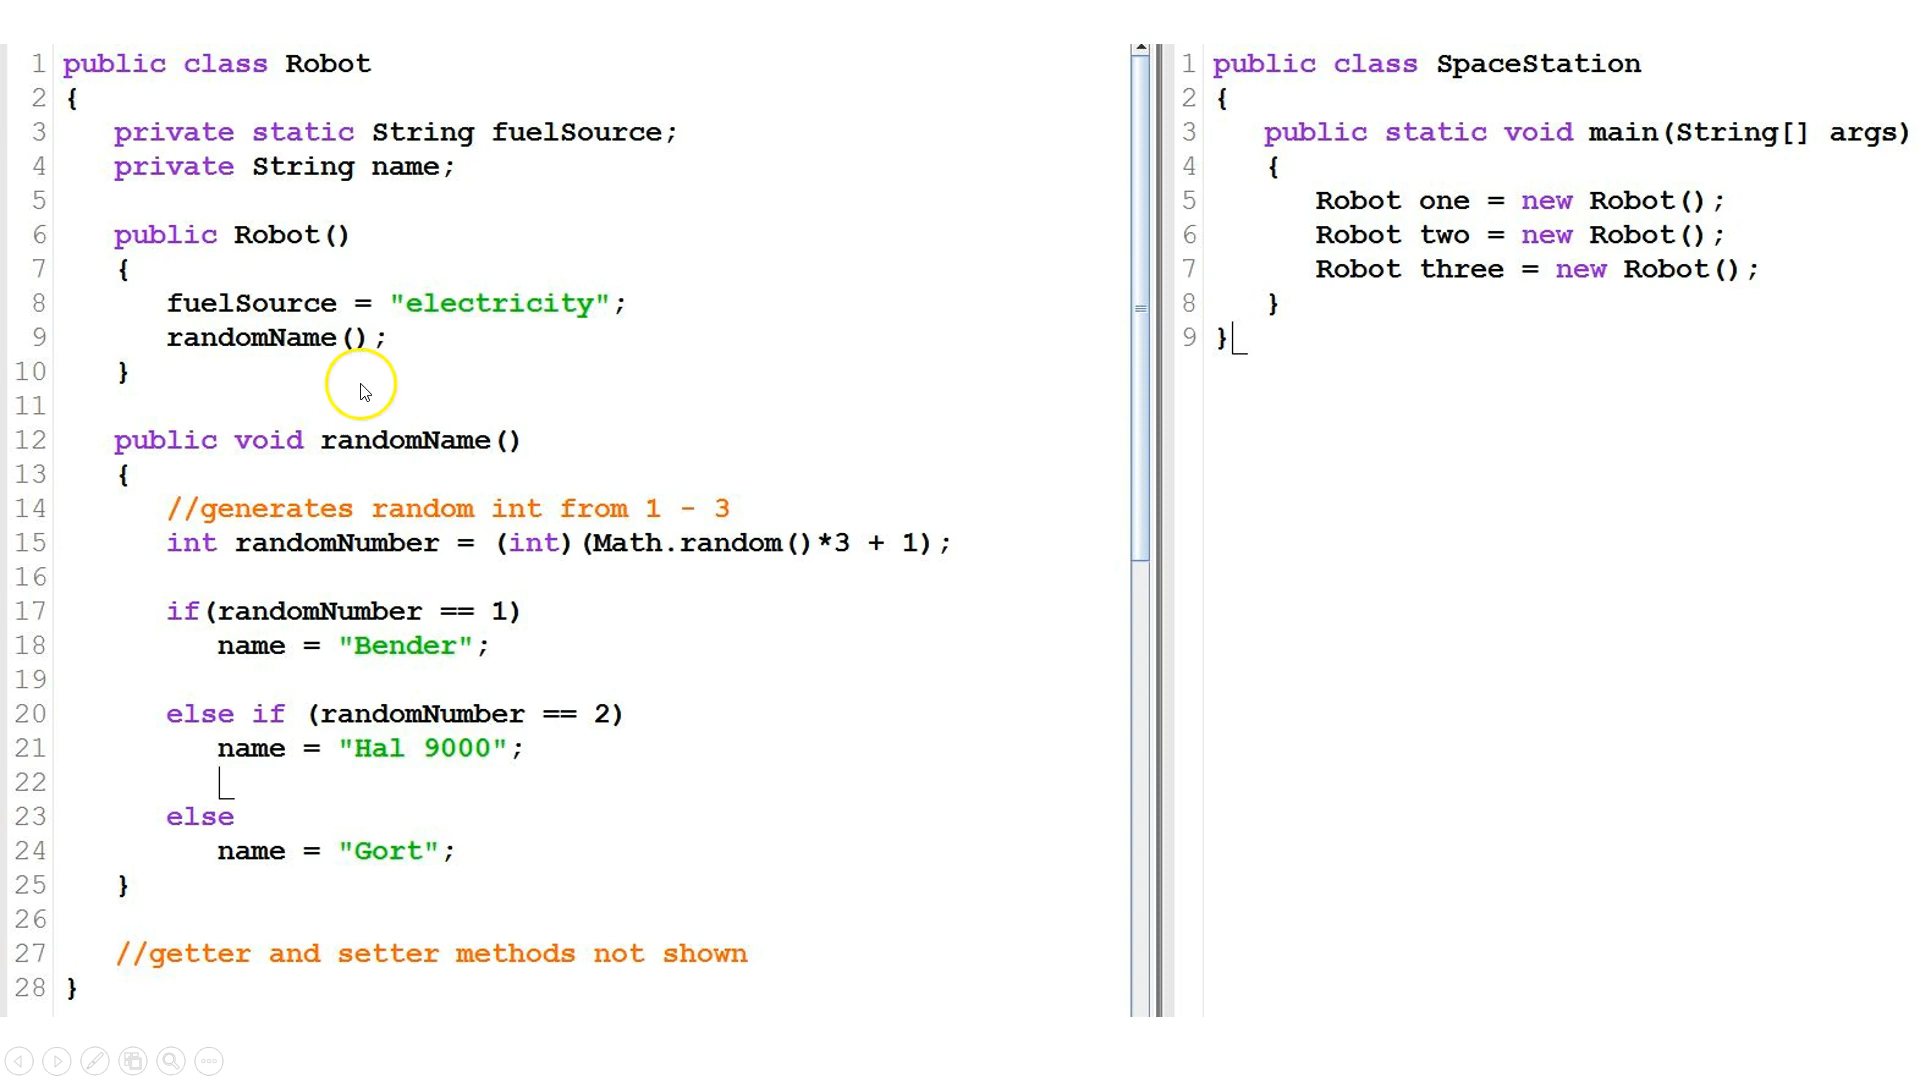 1 public class Robot
2 {
3 private static String fuelSource;
4 private String name;
5
6 public Robot()
7 {
8 fuelSource = "electricity";
9 randomName();
10 }
11
12 public void randomName()
13 {
14 //generates random int from 1 - 3
15 int randomNumber = (int)(Math.random()*3 + 1);
16
17 if(randomNumber == 1)
18 name = "Bender";
19
20 else if (randomNumber == 2)
21 name = "Hal 9000";
22
23 else
24 name = "Gort";
25 }
26
27 //getter and setter methods not shown
28 }
1 public class SpaceStation
2 {
3 public static void main(String[] args)
4 {
5 Robot one = new Robot();
6 Robot two = new Robot();
7 Robot three = new Robot();
8 }
9 }